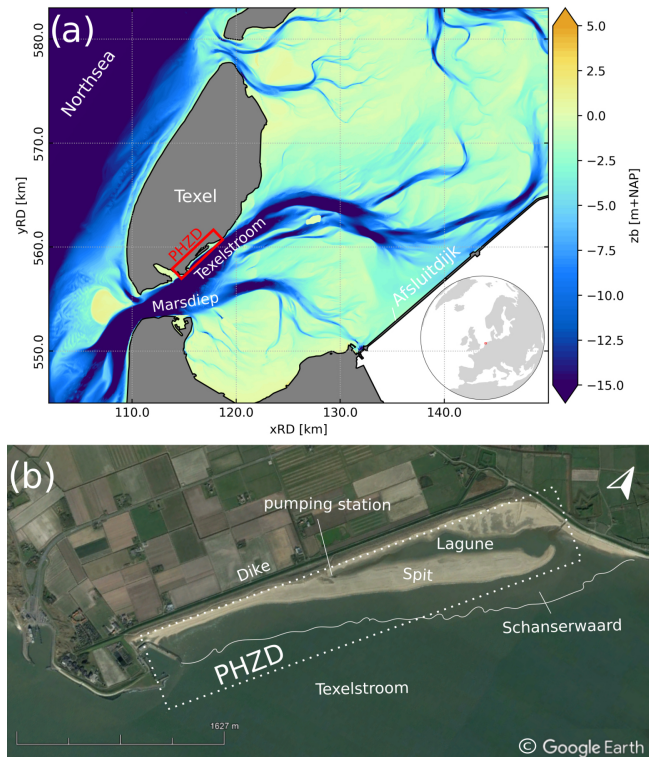 (a)
Northsea
Texel
PHZD
Texelstroom
Marsdiep
Afsluitdijk
580.0
570.0
560.0
550.0
yRD [km]
110.0
120.0
130.0
140.0
xRD [km]
5.0
2.5
0.0
−2.5
−5.0
−7.5
−10.0
−12.5
−15.0
zb [m+NAP]
(b)
pumping station
Lagune
Dike
Spit
Schanserwaard
PHZD
Texelstroom
1627 m
© Google Earth